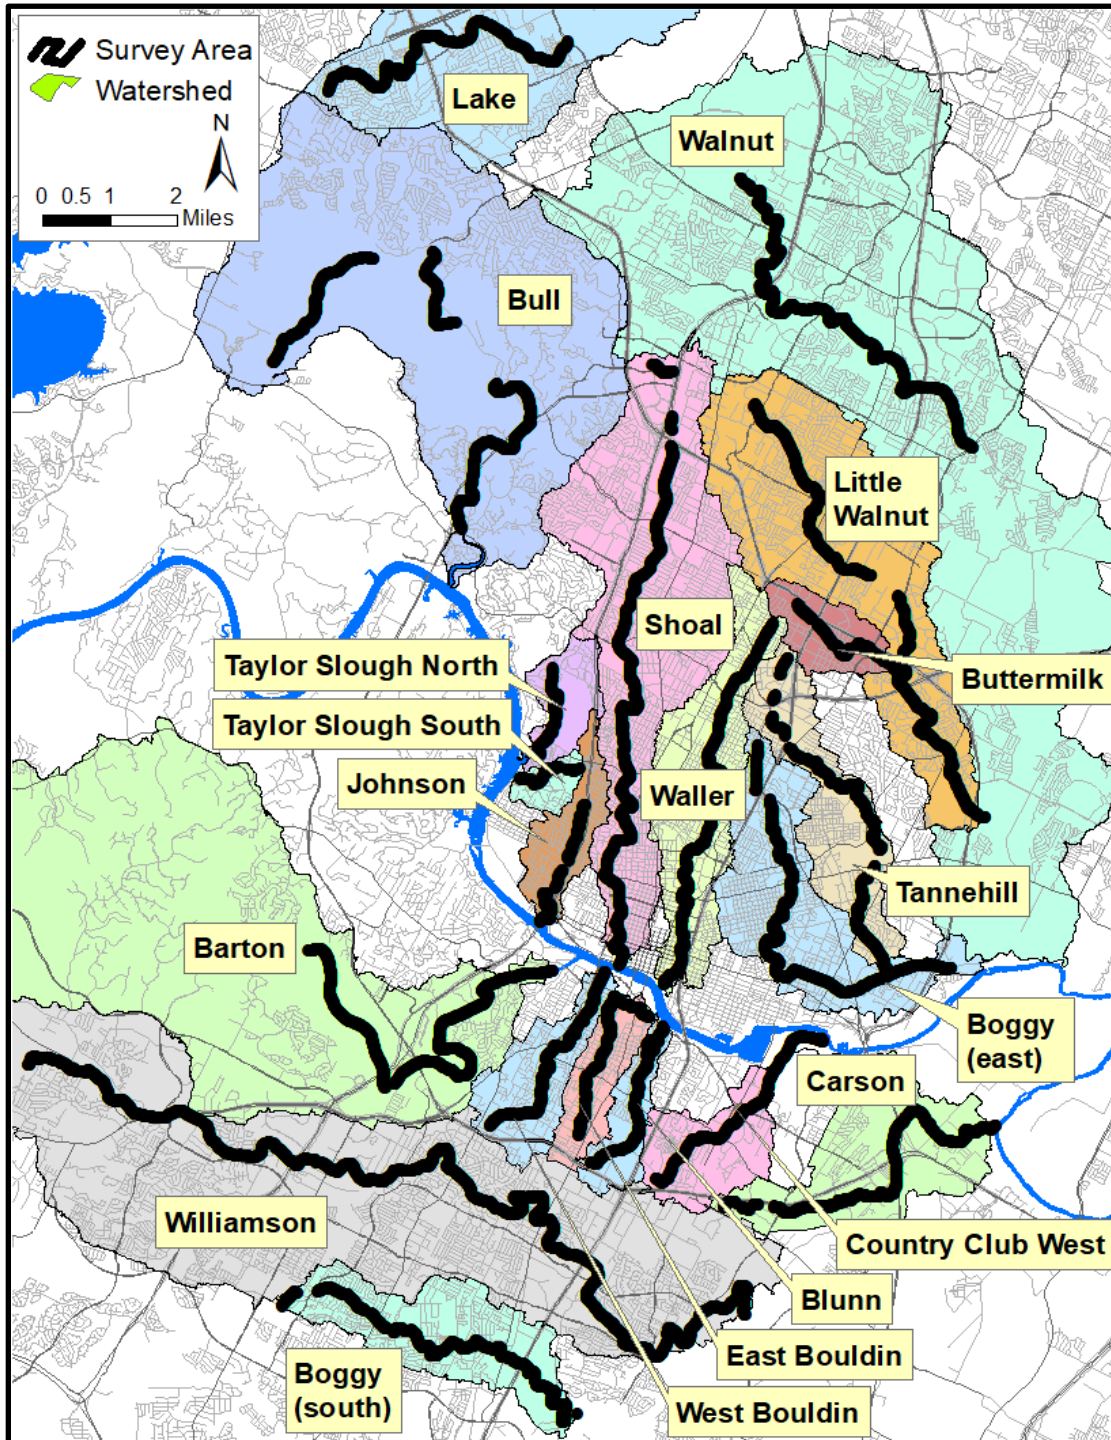 Survey Area
Watershed
N
0 0.5 1 2
Miles
Lake
Walnut
Bull
Little
Walnut
Shoal
Taylor Slough North
Buttermilk
Taylor Slough South
Johnson
Waller
Tannehill
Barton
Boggy
(east)
Carson
Williamson
Country Club West
Blunn
East Bouldin
Boggy
(south)
West Bouldin